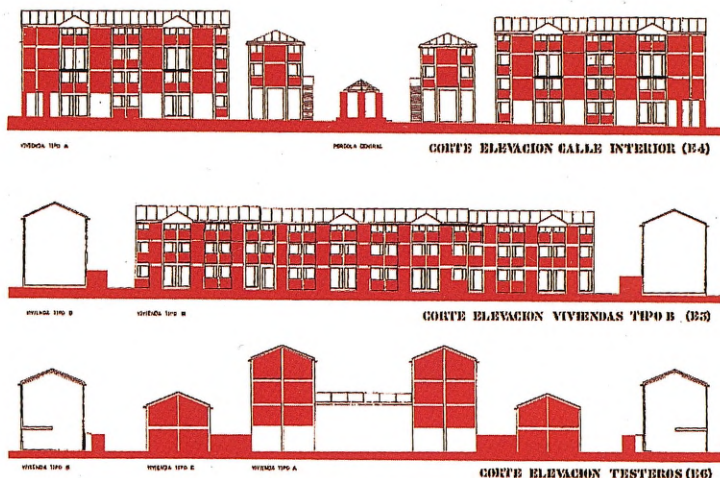 VIVIENDA TIPO A
PERGOLA CENTRAL
CORTE ELEVACION CALLE INTERIOR (E4)
VIVIENDA TIPO B
VIVIENDA TIPO B
CORTE ELEVACION VIVIENDAS TIPO B (E5)
VIVIENDA TIPO B
VIVIENDA TIPO C
VIVIENDA TIPO A
CORTE ELEVACION TESTEROS (E6)